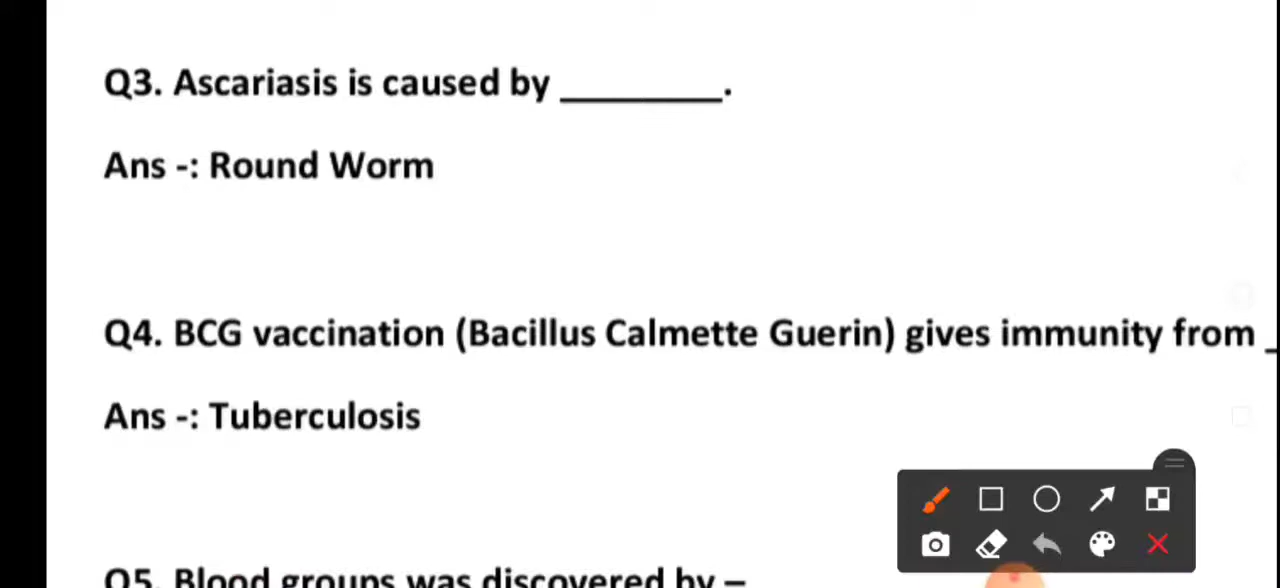 Q3. Ascariasis is caused by ________.
Ans -: Round Worm
Q4. BCG vaccination (Bacillus Calmette Guerin) gives immunity from _
Ans -: Tuberculosis
Q5. Blood groups was discovered by –